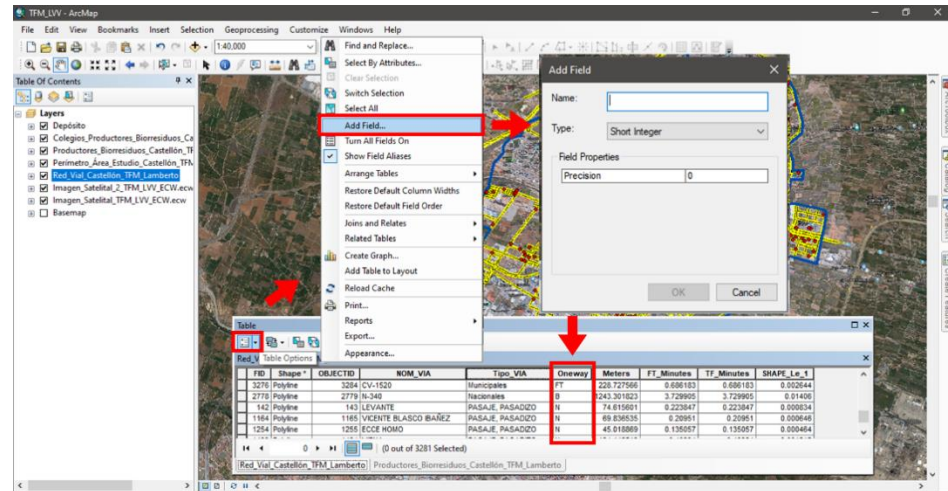 TFM_LVV - ArcMap
File Edit View Bookmarks Insert Selection Geoprocessing Customize Windows Help
1:40,000
Table Of Contents
Layers
Depósito
Colegios_Productores_Biorresiduos_Ca
Productores_Biorresiduos_Castellón_TF
Perímetro_Área_Estudio_Castellón_TFM
Red_Vial_Castellón_TFM_Lamberto
Imagen_Satelital_2_TFM_LVV_ECW.ecw
Imagen_Satelital_TFM_LVV_ECW.ecw
Basemap
Find and Replace...
Select By Attributes...
Clear Selection
Switch Selection
Select All
Add Field...
Turn All Fields On
Show Field Aliases
Arrange Tables
Restore Default Column Widths
Restore Default Field Order
Joins and Relates
Related Tables
Create Graph...
Add Table to Layout
Reload Cache
Print...
Reports
Export...
Appearance...
Add Field
Name:
Type: Short Integer
Field Properties
Precision 0
OK Cancel
Table
Red_V
Table Options
FID Shape * OBJECTID NOM_VIA Tipo_VIA Oneway Meters FT_Minutes TF_Minutes SHAPE_Le_1
3276 Polyline 3284 CV-1520 Municipales FT 228.727566 0.686183 0.686183 0.002644
2778 Polyline 2779 N-340 Nacionales B 1243.301823 3.729905 3.729905 0.01406
142 Polyline 143 LEVANTE PASAJE, PASADIZO N 74.615601 0.223847 0.223847 0.000834
1164 Polyline 1165 VICENTE BLASCO IBAÑEZ PASAJE, PASADIZO N 69.836535 0.20951 0.20951 0.000646
1254 Polyline 1255 ECCE HOMO PASAJE, PASADIZO N 45.018869 0.135057 0.135057 0.000464
0 (0 out of 3281 Selected)
Red_Vial_Castellón_TFM_Lamberto Productores_Biorresiduos_Castellón_TFM_Lamberto